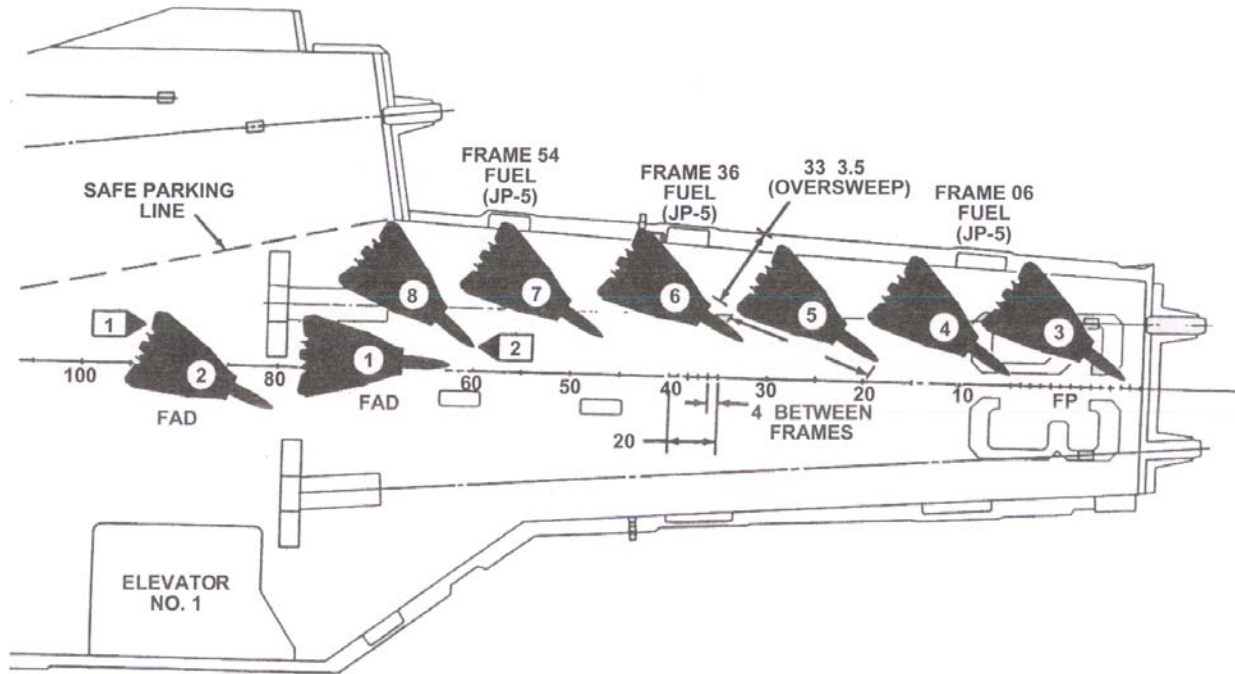 FRAME 54
FUEL
(JP-5)
FRAME 36
FUEL
(JP-5)
33 3.5
(OVERSWEEP)
FRAME 06
FUEL
(JP-5)
SAFE PARKING
LINE
8
7
6
5
4
3
1
2
1
2
100
80
60
50
40
30
20
10
FAD
FAD
FP
4 BETWEEN
FRAMES
20
ELEVATOR
NO. 1